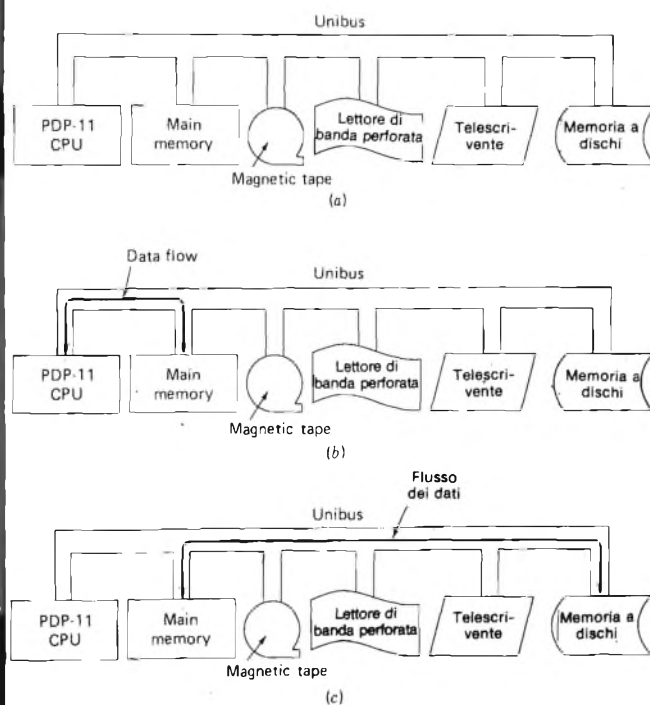 Unibus
PDP-11
CPU
Main
memory
Magnetic tape
Lettore di
banda perforata
Telescri-
vente
Memoria a
dischi
(a)
Data flow
Unibus
PDP-11
CPU
Main
memory
Magnetic tape
Lettore di
banda perforata
Telescri-
vente
Memoria a
dischi
(b)
Flusso
dei dati
Unibus
PDP-11
CPU
Main
memory
Magnetic tape
Lettore di
banda perforata
Telescri-
vente
Memoria a
dischi
(c)